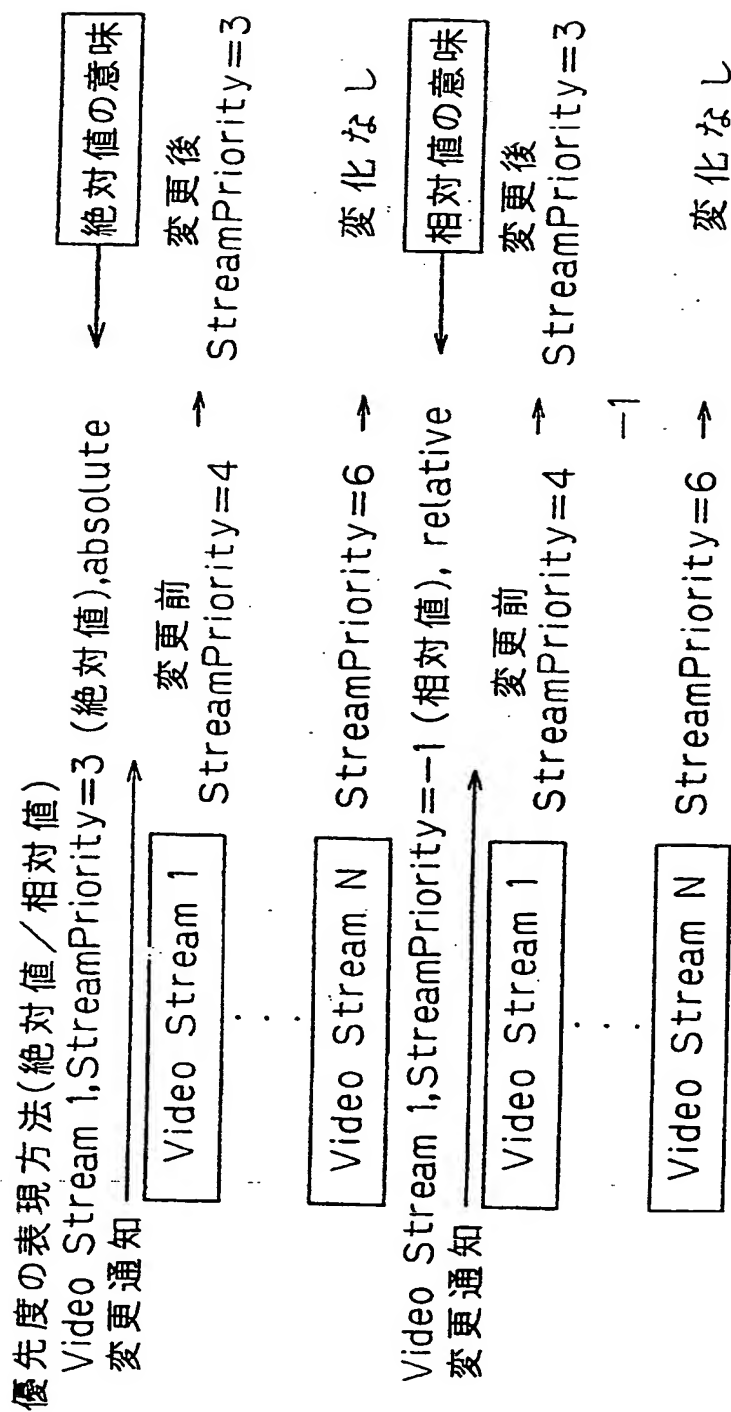 優先度の表現方法(絶対値/相対値)
Video Stream 1,StreamPriority=3 (絶対値),absolute
変更通知
絶対値の意味
変更前
変更後
Video Stream 1
StreamPriority=4 → StreamPriority=3
Video Stream N
StreamPriority=6 → 変化なし
Video Stream 1,StreamPriority=-1 (相対値), relative
変更通知
相対値の意味
変更前
変更後
Video Stream 1
StreamPriority=4 → StreamPriority=3
-1
Video Stream N
StreamPriority=6 → 変化なし